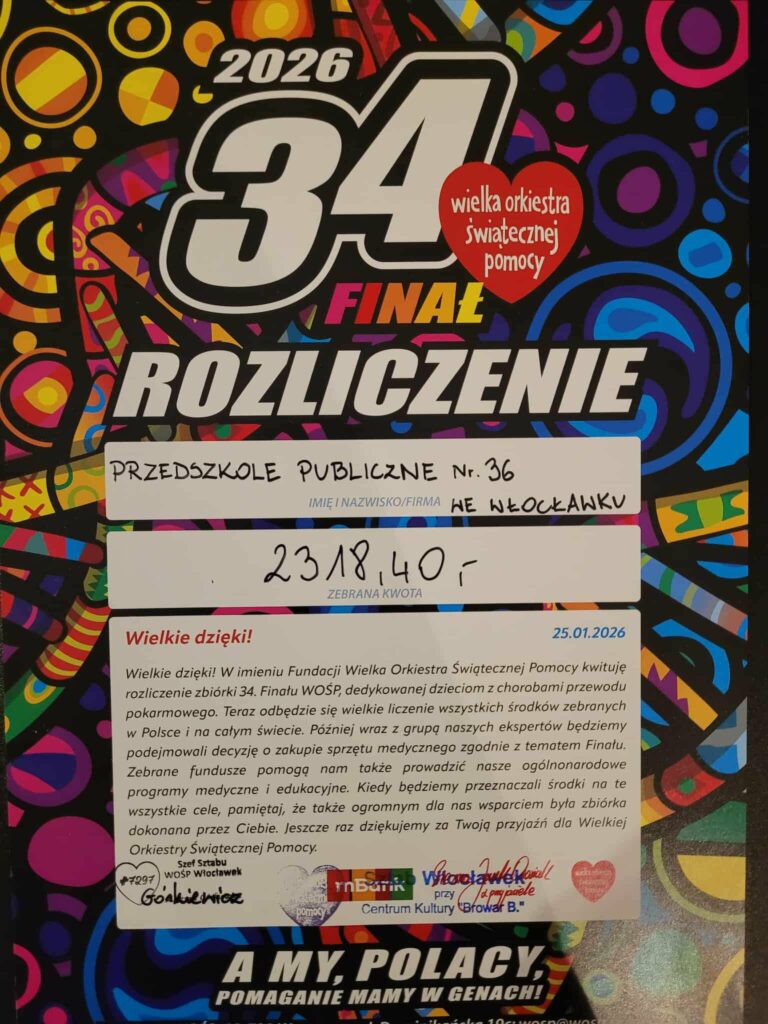 2026
34
wielka orkiestra
świątecznej
pomocy
FINAŁ
ROZLICZENIE
PRZEDSZKOLE PUBLICZNE Nr. 36
IMIĘ I NAZWISKO/FIRMA WE WŁOCŁAWKU
2318,40,-
ZEBRANA KWOTA
Wielkie dzięki! 25.01.2026
Wielkie dzięki! W imieniu Fundacji Wielka Orkiestra Świątecznej Pomocy kwituję
rozliczenie zbiórki 34. Finału WOŚP, dedykowanej dzieciom z chorobami przewodu
pokarmowego. Teraz odbędzie się wielkie liczenie wszystkich środków zebranych
w Polsce i na całym świecie. Później wraz z grupą naszych ekspertów będziemy
podejmowali decyzję o zakupie sprzętu medycznego zgodnie z tematem Finału.
Zebrane fundusze pomogą nam także prowadzić nasze ogólnonarodowe
programy medyczne i edukacyjne. Kiedy będziemy przeznaczali środki na te
wszystkie cele, pamiętaj, że także ogromnym dla nas wsparciem była zbiórka
dokonana przez Ciebie. Jeszcze raz dziękujemy za Twoją przyjaźń dla Wielkiej
Orkiestry Świątecznej Pomocy.
Szef Sztabu
#7297 WOŚP Włocławek
Górkiewicz
mBank
Sztab Włocławek
przy
Centrum Kultury "Browar B."
pomocy
A MY, POLACY,
POMAGANIE MAMY W GENACH!